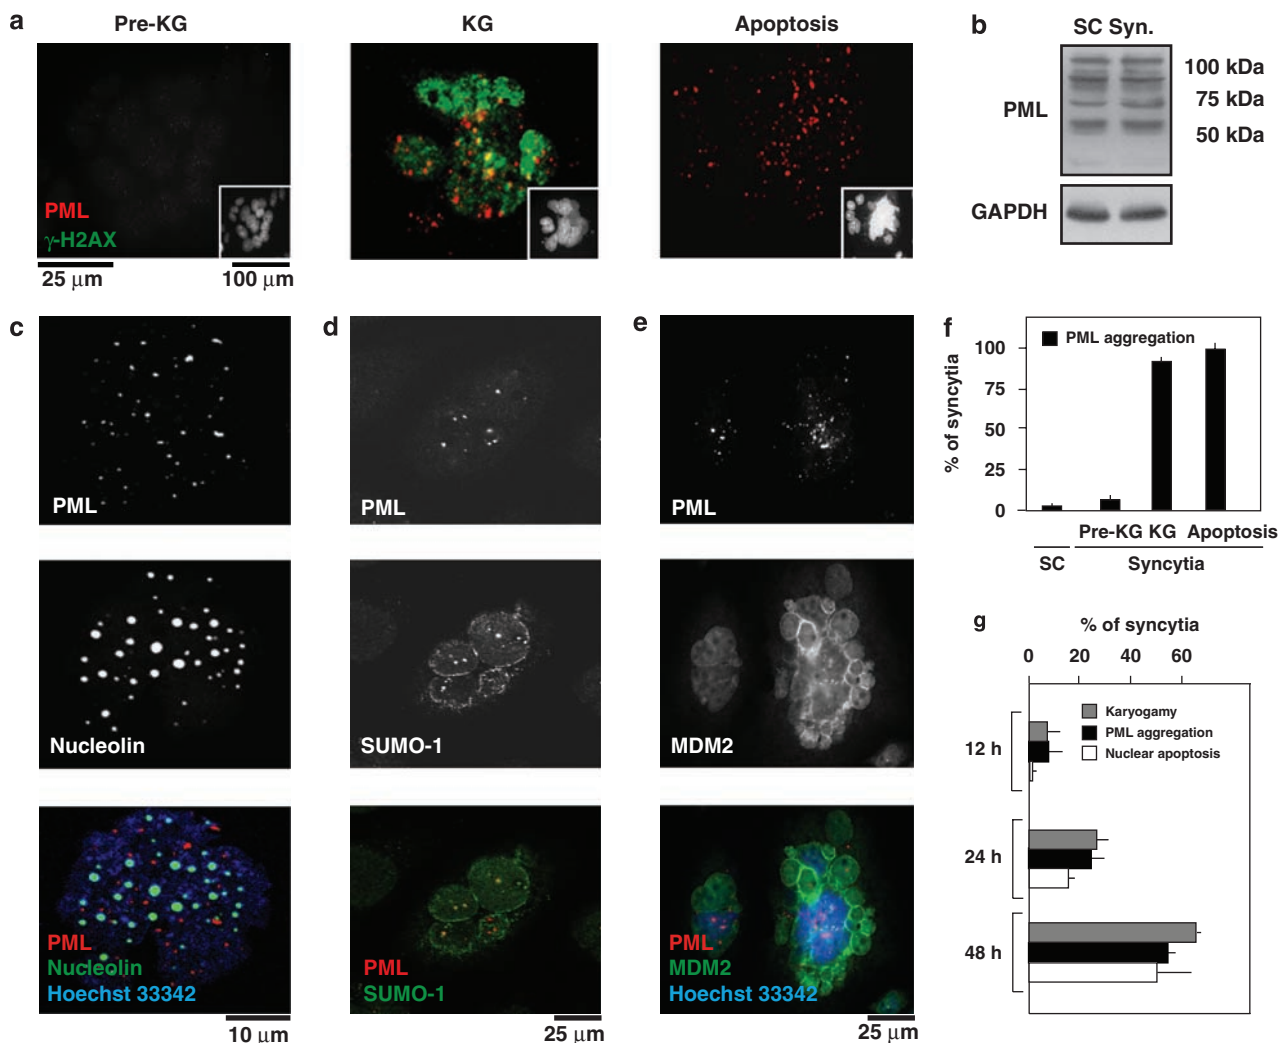 a
Pre-KG
KG
Apoptosis
PML
γ-H2AX
25 μm
100 μm
b
SC Syn.
PML
100 kDa
75 kDa
50 kDa
GAPDH
c
PML
Nucleolin
PML
Nucleolin
Hoechst 33342
10 μm
d
PML
SUMO-1
PML
SUMO-1
25 μm
e
PML
MDM2
PML
MDM2
Hoechst 33342
25 μm
f
PML aggregation
% of syncytia
100
75
50
25
0
Pre-KG KG Apoptosis
SC Syncytia
g
% of syncytia
0 20 40 60
Karyogamy
PML aggregation
Nuclear apoptosis
12 h
24 h
48 h